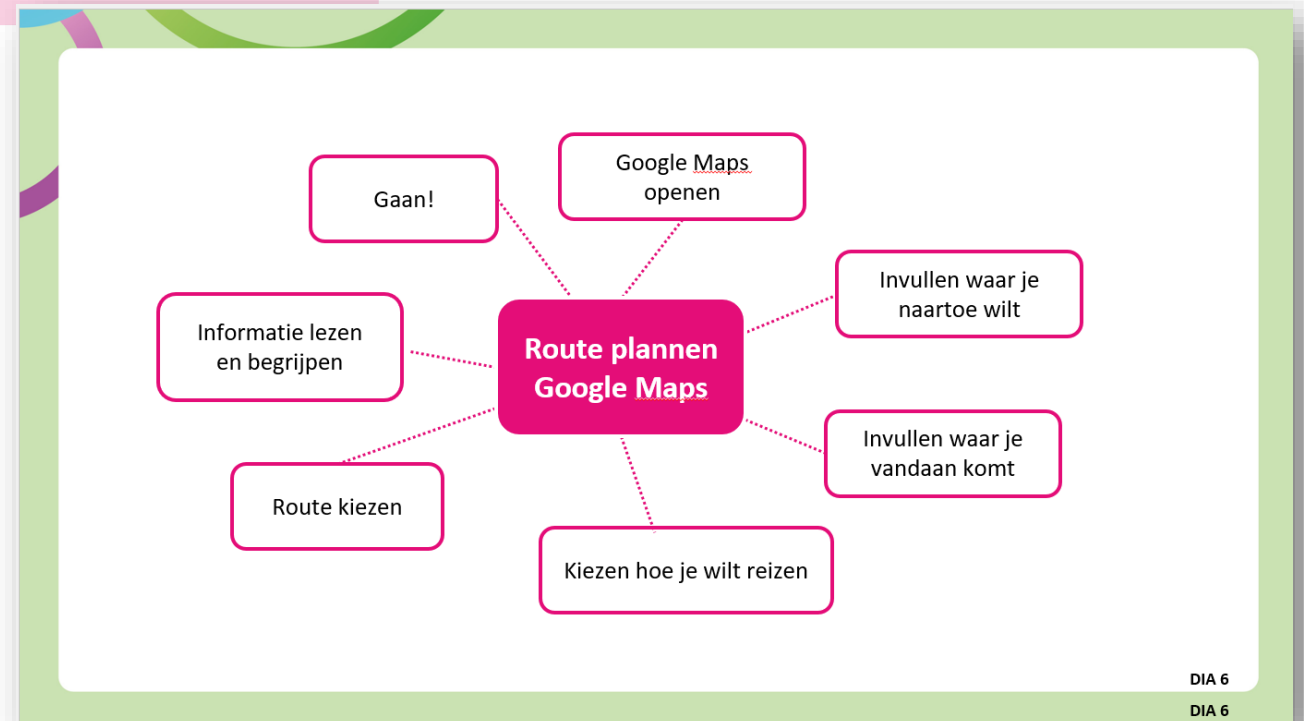 Google Maps
openen
Gaan!
Invullen waar je
naartoe wilt
Informatie lezen
en begrijpen
Route plannen
Google Maps
Invullen waar je
vandaan komt
Route kiezen
Kiezen hoe je wilt reizen
DIA 6
DIA 6